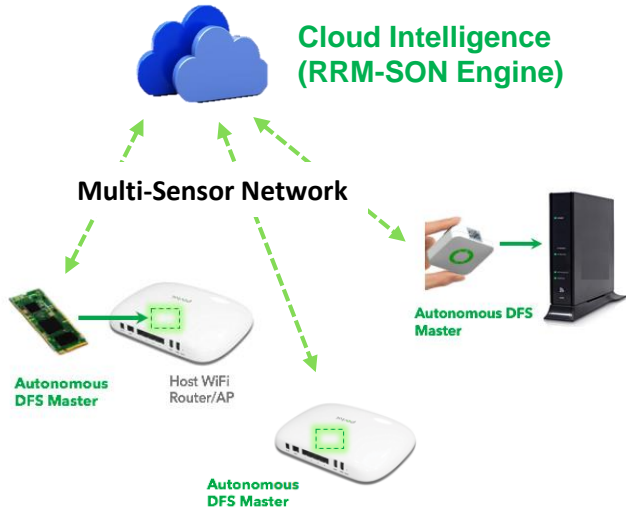 Cloud Intelligence
(RRM-SON Engine)
Multi-Sensor Network
Autonomous DFS
Master
Autonomous
DFS Master
Host WiFi
Router/AP
Autonomous
DFS Master